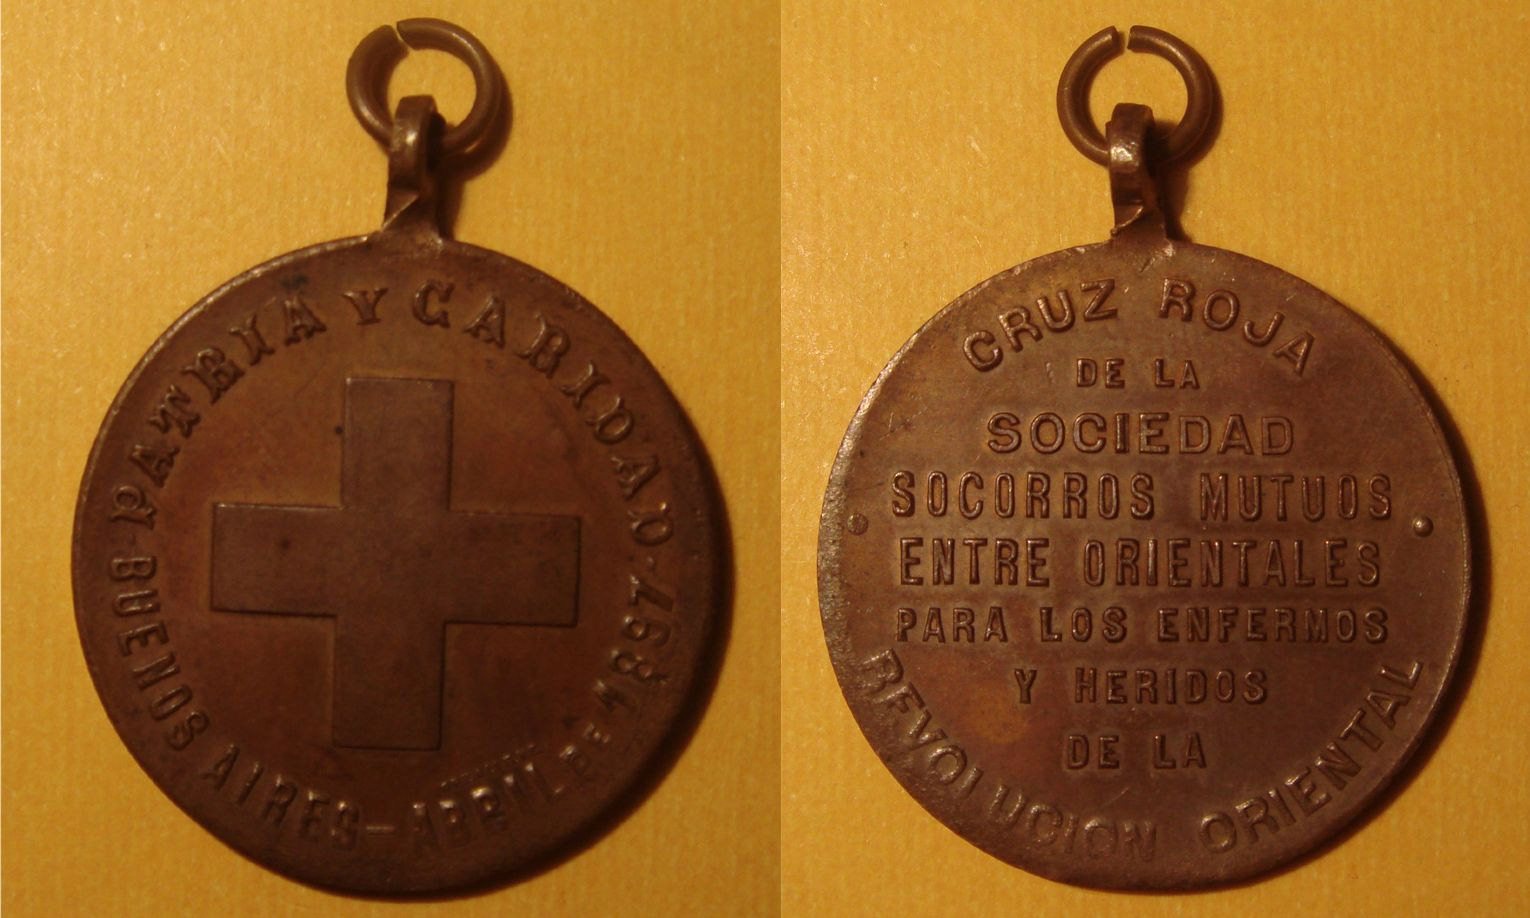 PATRIA Y CARIDAD
BUENOS AIRES — ABRIL DE 1897
CRUZ ROJA
DE LA
SOCIEDAD
SOCORROS MUTUOS
ENTRE ORIENTALES
PARA LOS ENFERMOS
Y HERIDOS
DE LA
REVOLUCION ORIENTAL